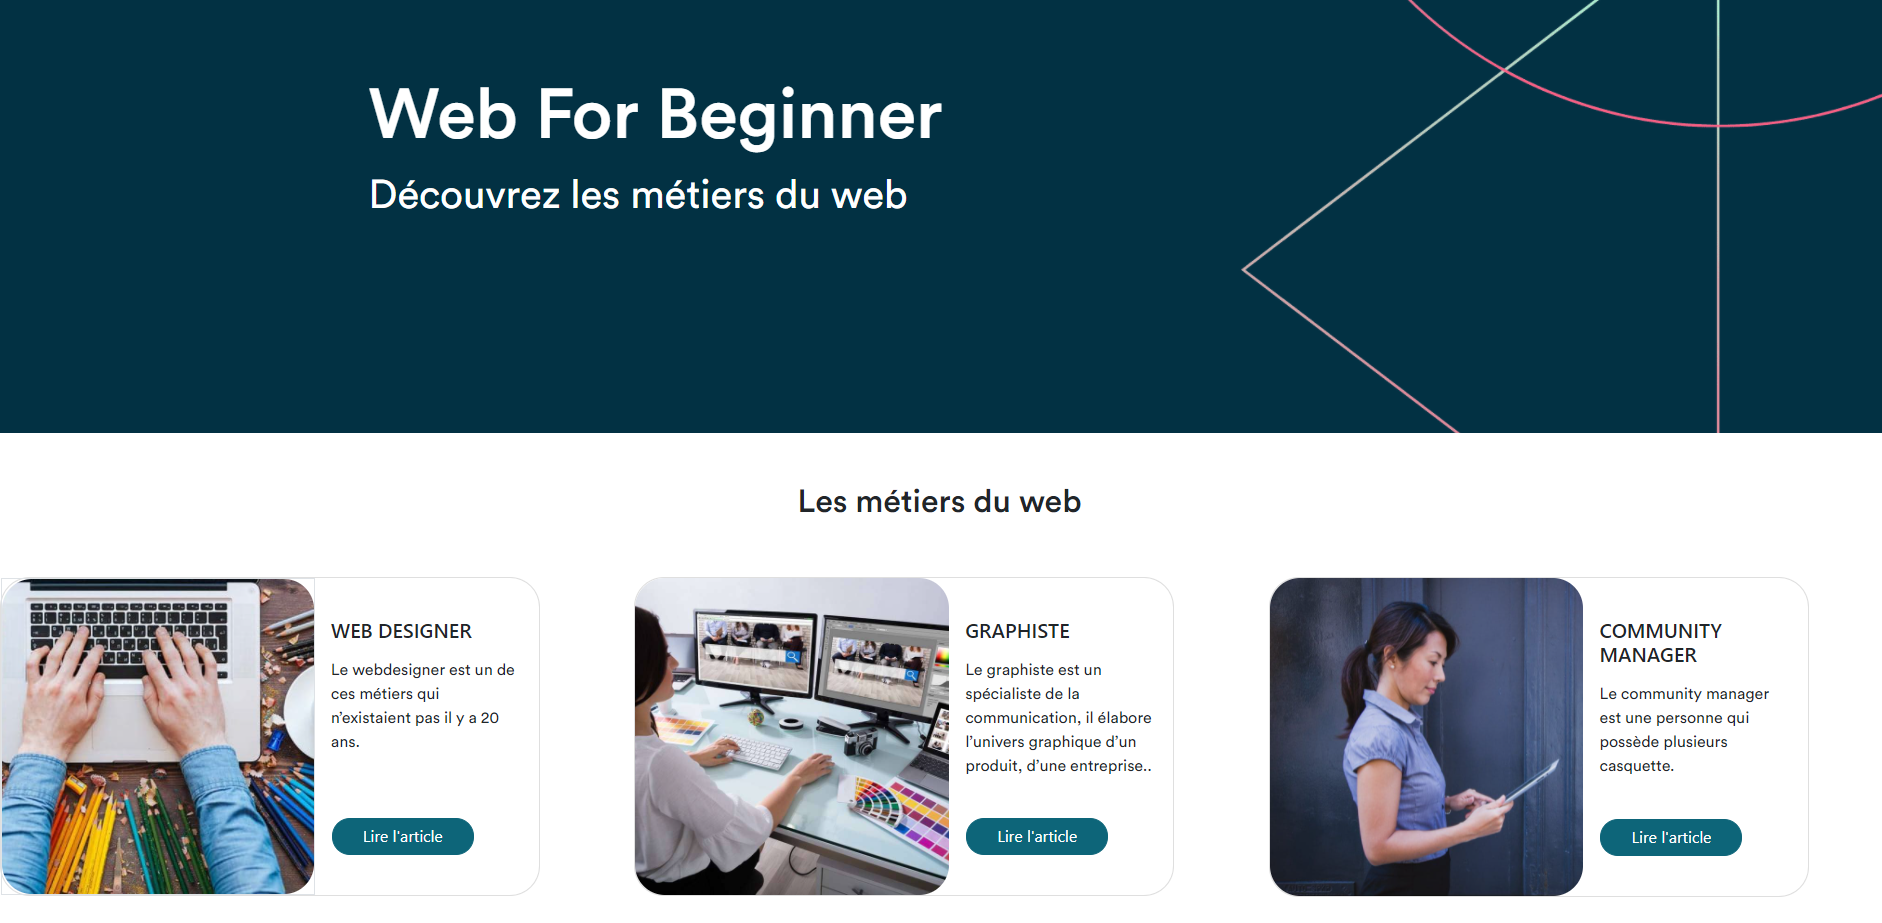 Web For Beginner
Découvrez les métiers du web
Les métiers du web
WEB DESIGNER
Le webdesigner est un de
ces métiers qui
n’existaient pas il y a 20
ans.
Lire l'article
GRAPHISTE
Le graphiste est un
spécialiste de la
communication, il élabore
l’univers graphique d’un
produit, d’une entreprise..
Lire l'article
COMMUNITY
MANAGER
Le community manager
est une personne qui
possède plusieurs
casquette.
Lire l'article